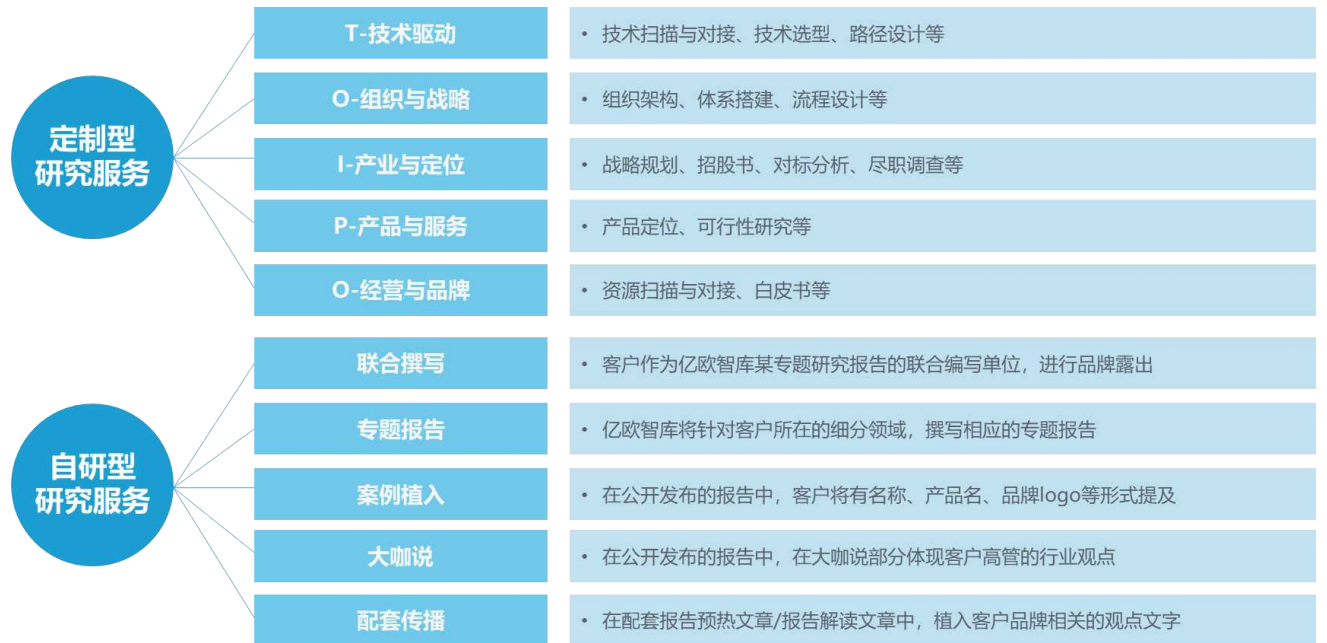 定制型
研究服务
T-技术驱动
• 技术扫描与对接、技术选型、路径设计等
O-组织与战略
• 组织架构、体系搭建、流程设计等
I-产业与定位
• 战略规划、招股书、对标分析、尽职调查等
P-产品与服务
• 产品定位、可行性研究等
O-经营与品牌
• 资源扫描与对接、白皮书等
自研型
研究服务
联合撰写
• 客户作为亿欧智库某专题研究报告的联合编写单位，进行品牌露出
专题报告
• 亿欧智库将针对客户所在的细分领域，撰写相应的专题报告
案例植入
• 在公开发布的报告中，客户将有名称、产品名、品牌logo等形式提及
大咖说
• 在公开发布的报告中，在大咖说部分体现客户高管的行业观点
配套传播
• 在配套报告预热文章/报告解读文章中，植入客户品牌相关的观点文字